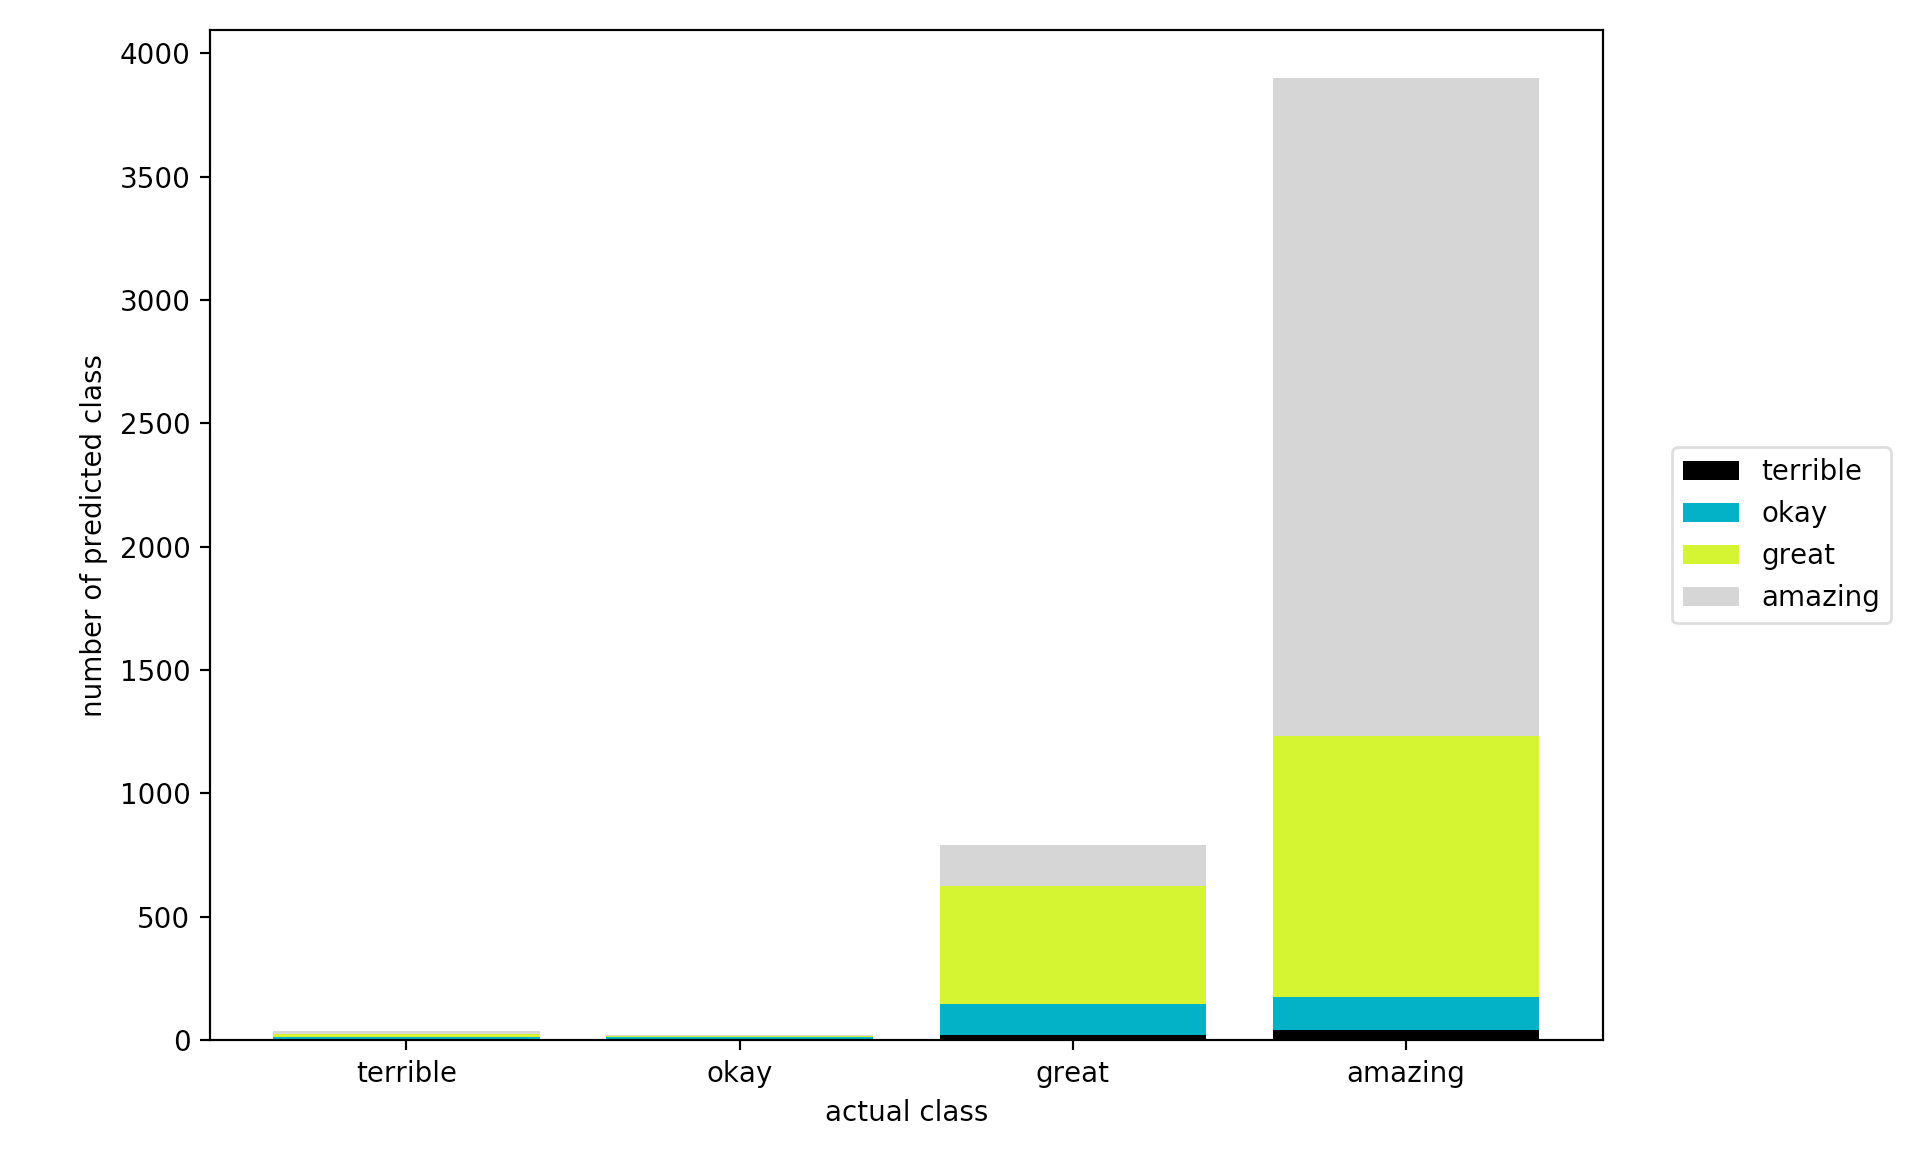 4000
3500
3000
2500
2000
1500
1000
500
0
number of predicted class
terrible
okay
great
amazing
actual class
terrible
okay
great
amazing